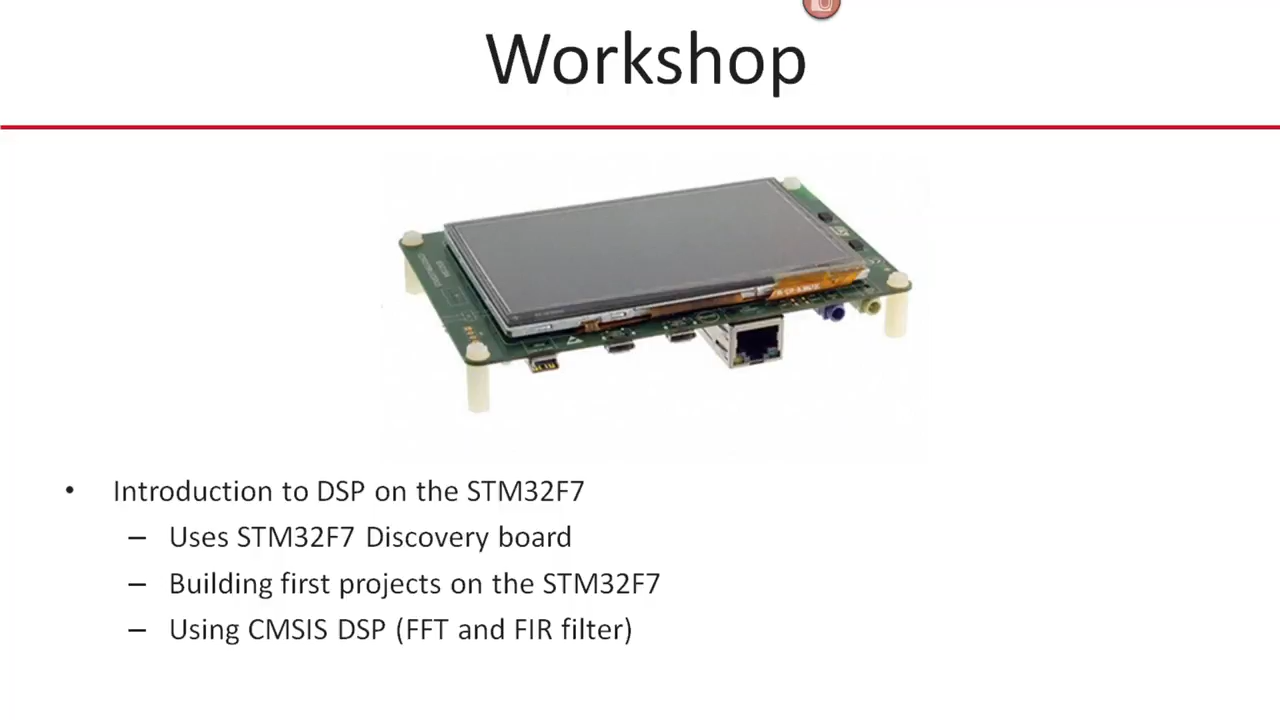 Workshop
• Introduction to DSP on the STM32F7
– Uses STM32F7 Discovery board
– Building first projects on the STM32F7
– Using CMSIS DSP (FFT and FIR filter)